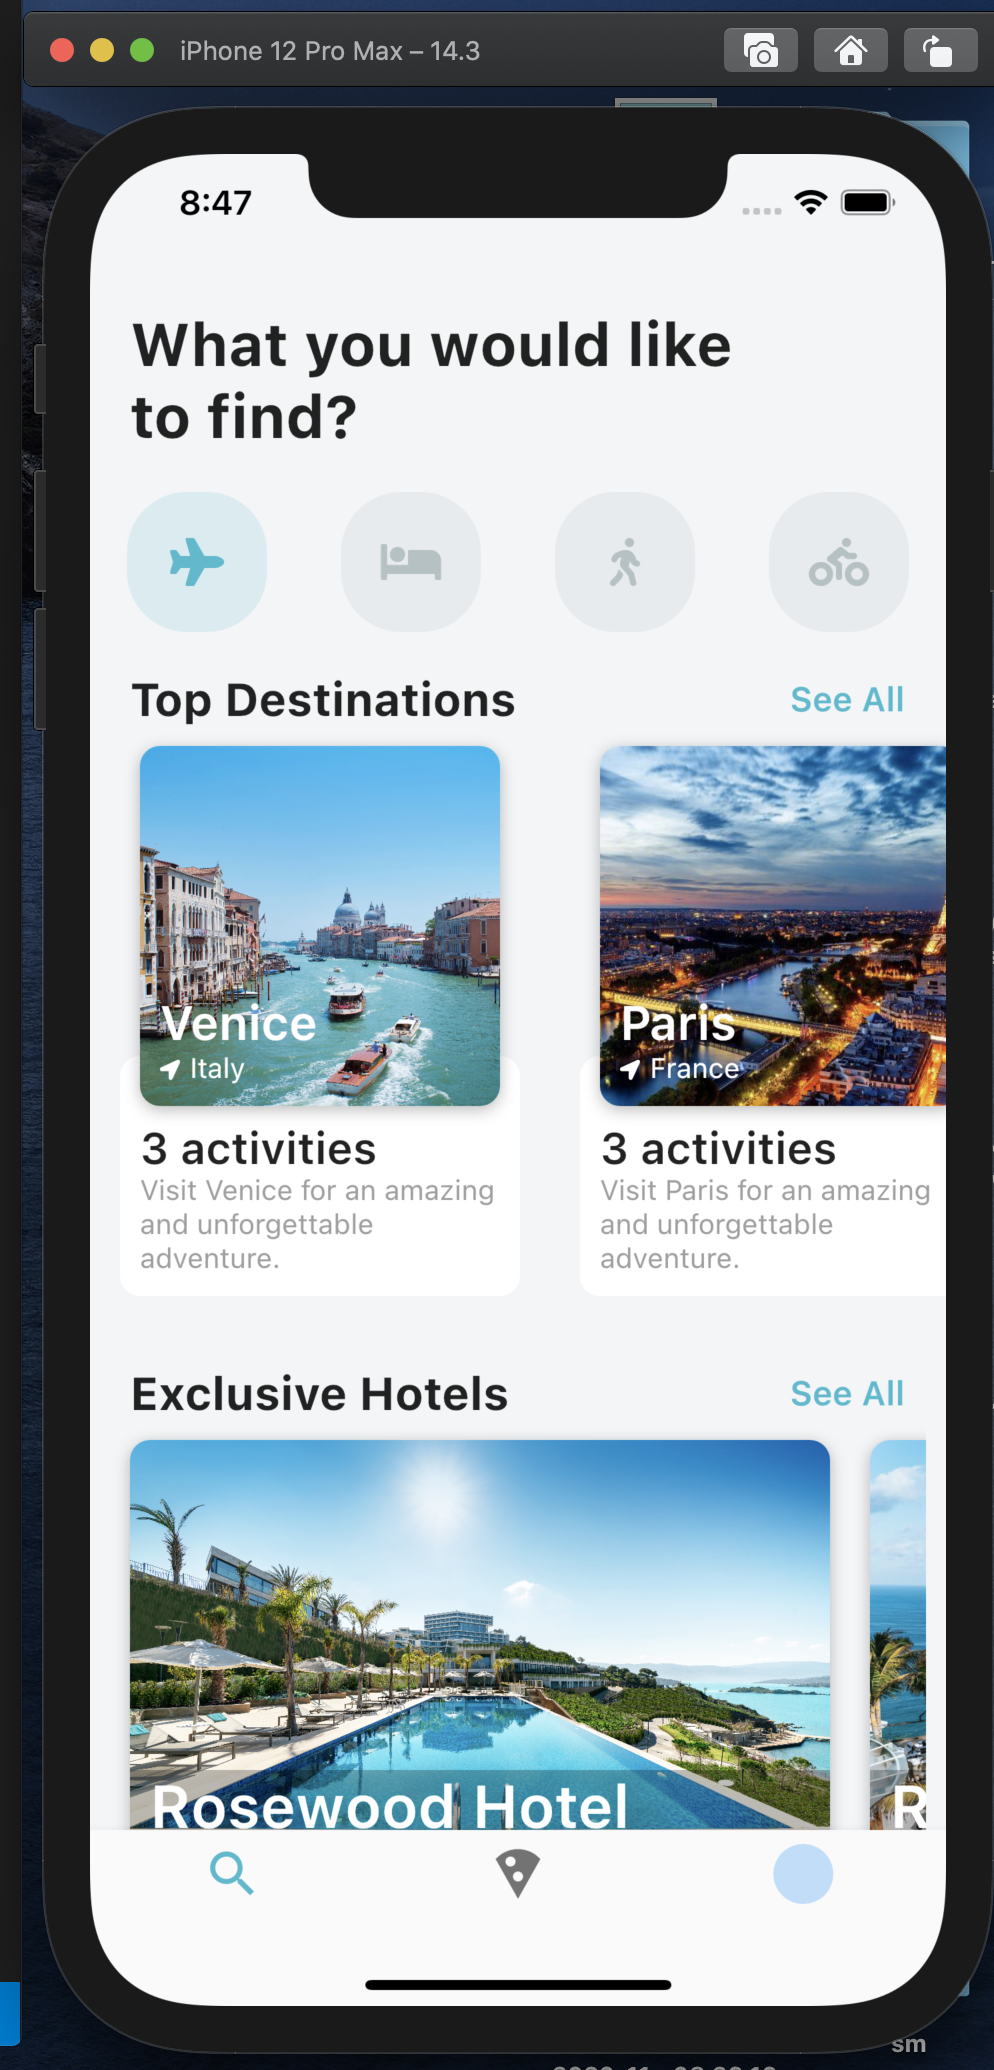 iPhone 12 Pro Max – 14.3
8:47
What you would like
to find?
Top Destinations
See All
Venice
Italy
Paris
France
3 activities
Visit Venice for an amazing
and unforgettable
adventure.
3 activities
Visit Paris for an amazing
and unforgettable
adventure.
Exclusive Hotels
See All
Rosewood Hotel
R
sm